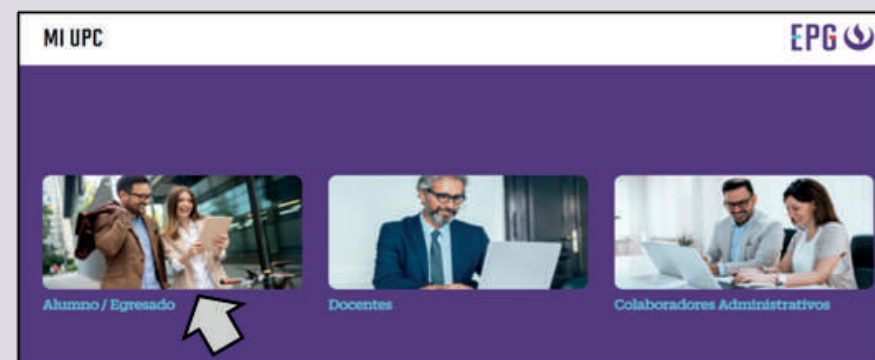 MI UPC
EPG
Alumno / Egresado
Docentes
Colaboradores Administrativos